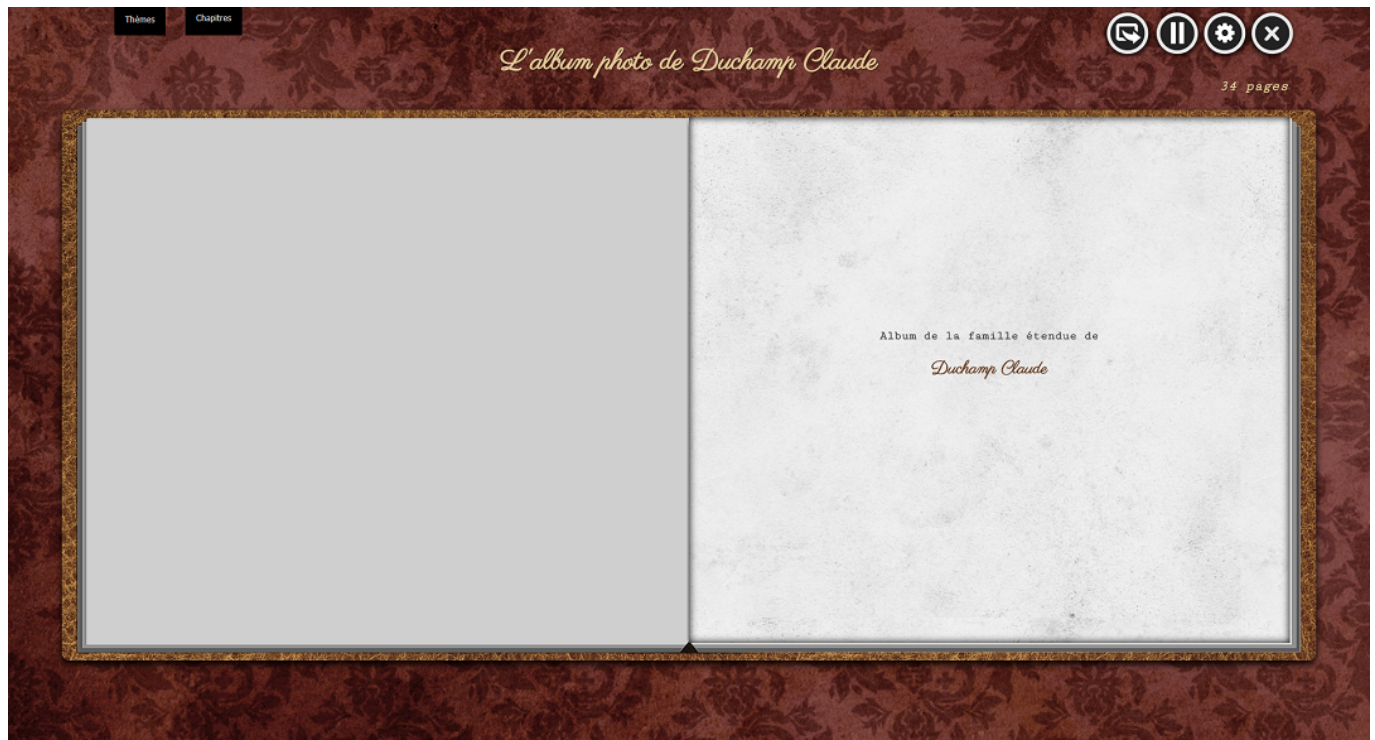 Thèmes
Chapitres
L'album photo de Duchamp Claude
34 pages
Album de la famille étendue de
Duchamp Claude